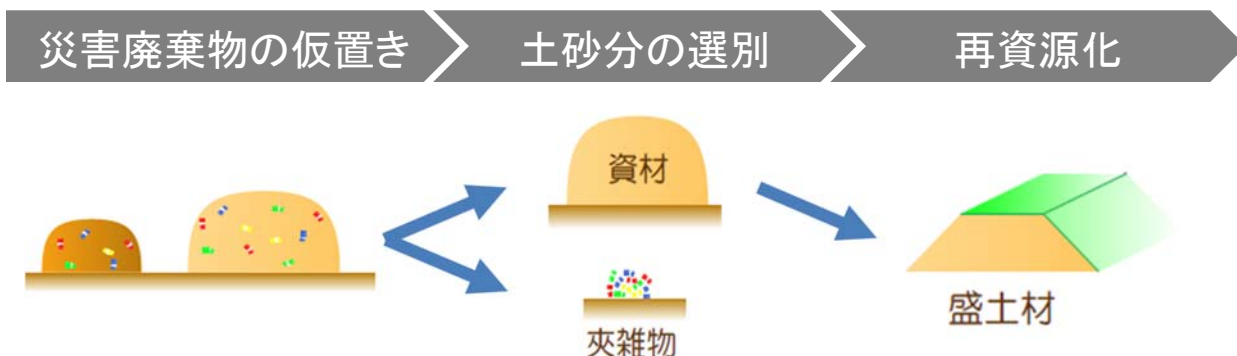 災害廃棄物の仮置き
土砂分の選別
再資源化
資材
夾雑物
盛土材